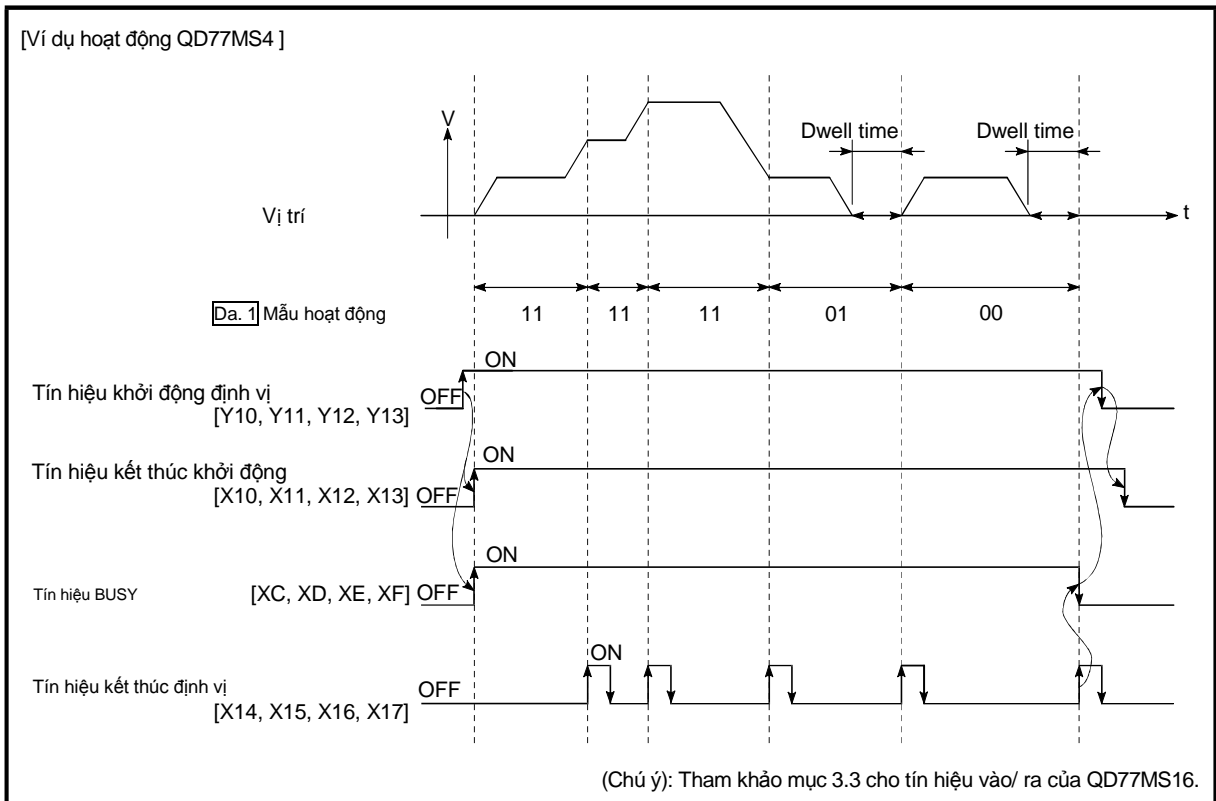 [Ví dụ hoạt động QD77MS4 ]
V
Dwell time
Dwell time
Vị trí
t
Da. 1 Mẫu hoạt động
11
11
11
01
00
ON
Tín hiệu khởi động định vị
OFF
[Y10, Y11, Y12, Y13]
ON
Tín hiệu kết thúc khởi động
[X10, X11, X12, X13] OFF
ON
Tín hiệu BUSY
[XC, XD, XE, XF] OFF
ON
Tín hiệu kết thúc định vị
OFF
[X14, X15, X16, X17]
(Chú ý): Tham khảo mục 3.3 cho tín hiệu vào/ ra của QD77MS16.